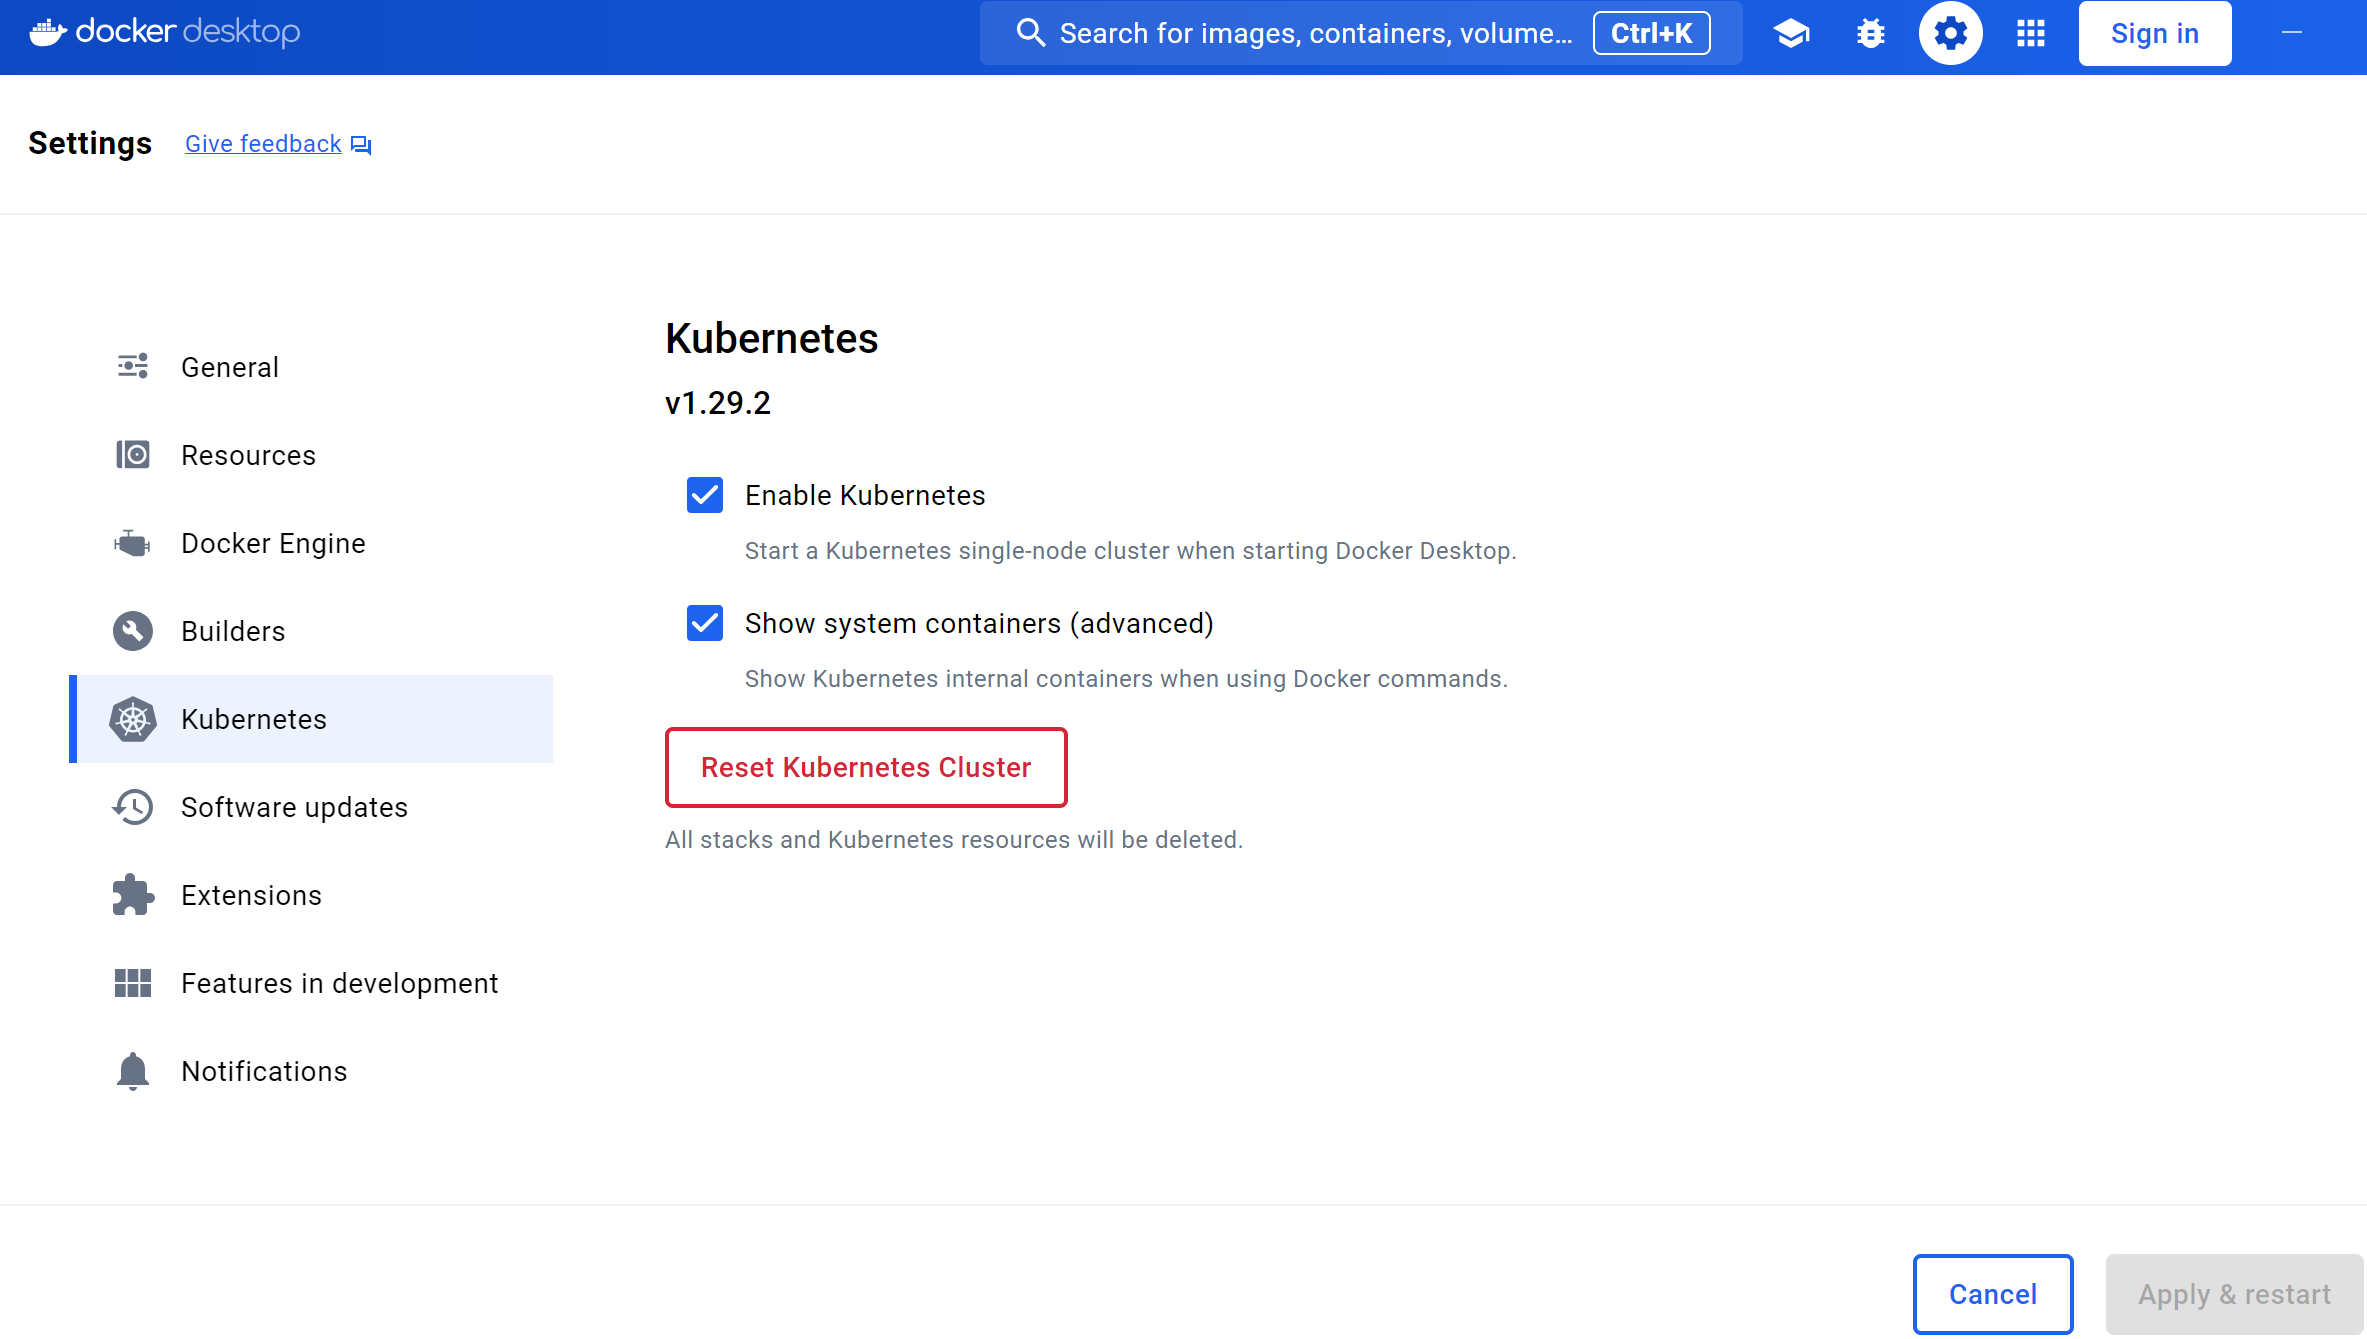 docker desktop
Search for images, containers, volume... Ctrl+K
Sign in
Settings
Give feedback
General
Resources
Docker Engine
Builders
Kubernetes
Software updates
Extensions
Features in development
Notifications
Kubernetes
v1.29.2
Enable Kubernetes
Start a Kubernetes single-node cluster when starting Docker Desktop.
Show system containers (advanced)
Show Kubernetes internal containers when using Docker commands.
Reset Kubernetes Cluster
All stacks and Kubernetes resources will be deleted.
Cancel
Apply & restart